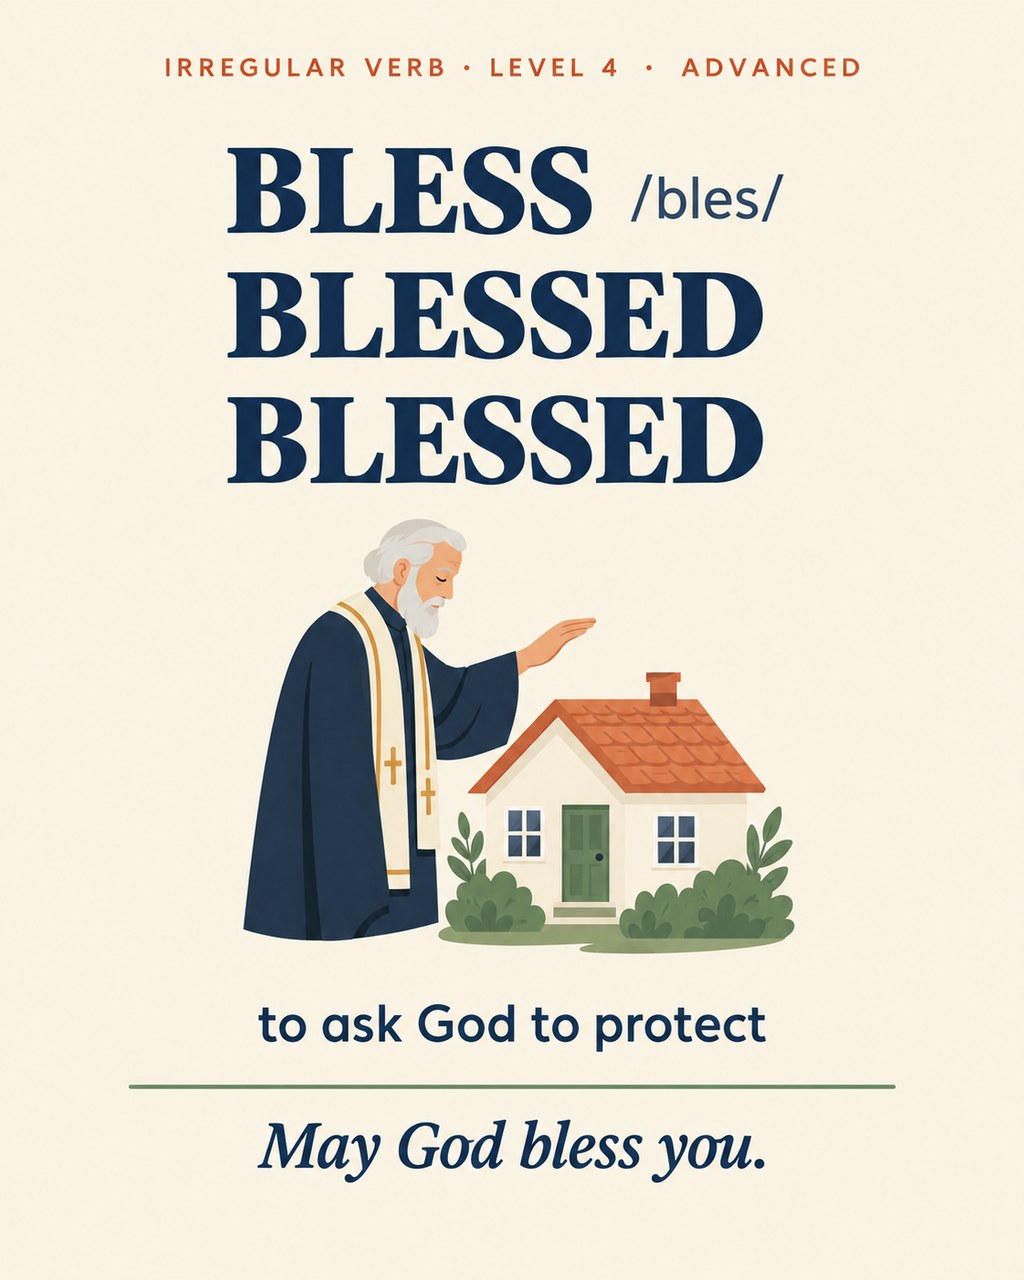 IRREGULAR VERB · LEVEL 4 · ADVANCED
BLESS /bles/
BLESSED
BLESSED
to ask God to protect
May God bless you.